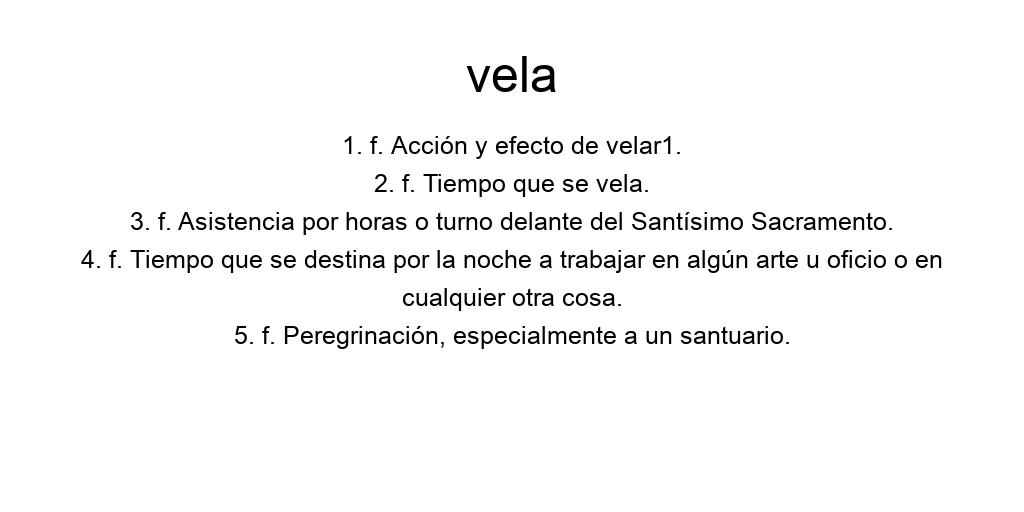 vela
1. f. Acción y efecto de velar1.
2. f. Tiempo que se vela.
3. f. Asistencia por horas o turno delante del Santísimo Sacramento.
4. f. Tiempo que se destina por la noche a trabajar en algún arte u oficio o en
cualquier otra cosa.
5. f. Peregrinación, especialmente a un santuario.